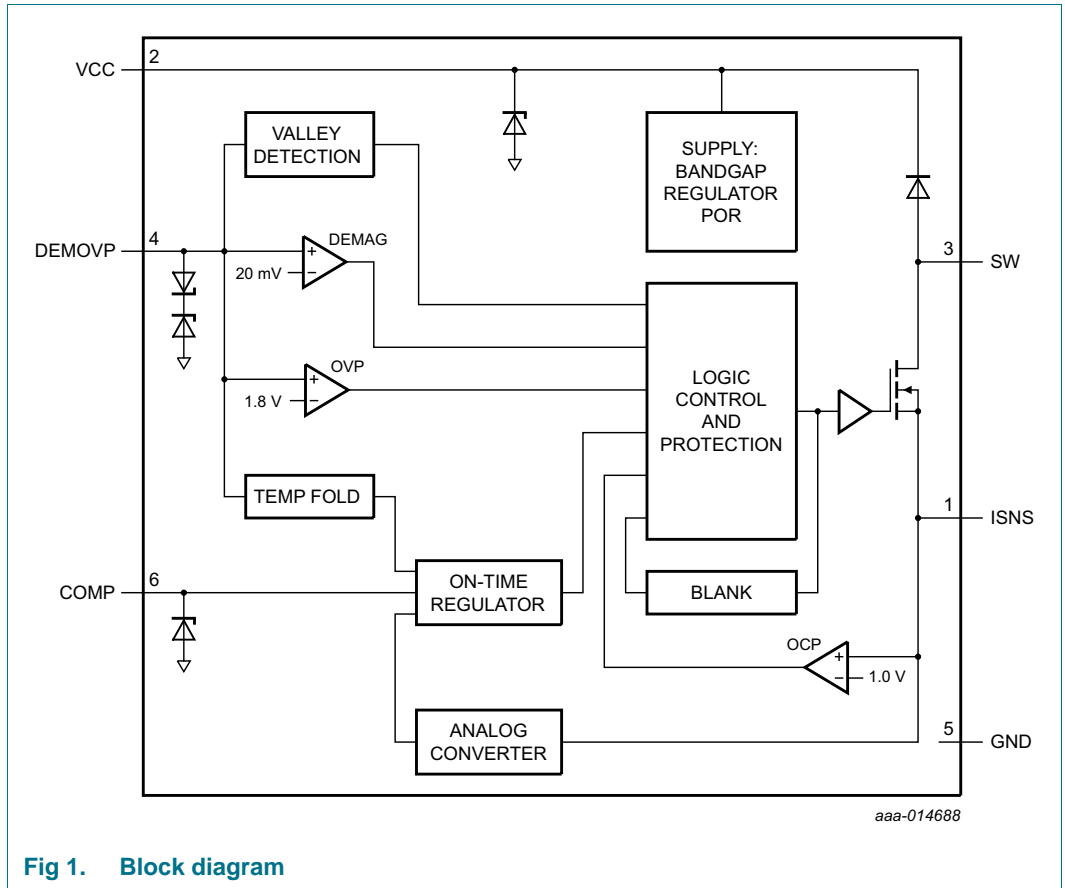 2
VCC
VALLEY
DETECTION
SUPPLY:
BANDGAP
REGULATOR
POR
4
DEMOVP
DEMAG
+
20 mV
−
3
SW
OVP
+
1.8 V
−
LOGIC
CONTROL
AND
PROTECTION
TEMP FOLD
1
ISNS
6
COMP
ON-TIME
REGULATOR
BLANK
OCP
+
−
1.0 V
ANALOG
CONVERTER
5
GND
aaa-014688
Fig 1. Block diagram